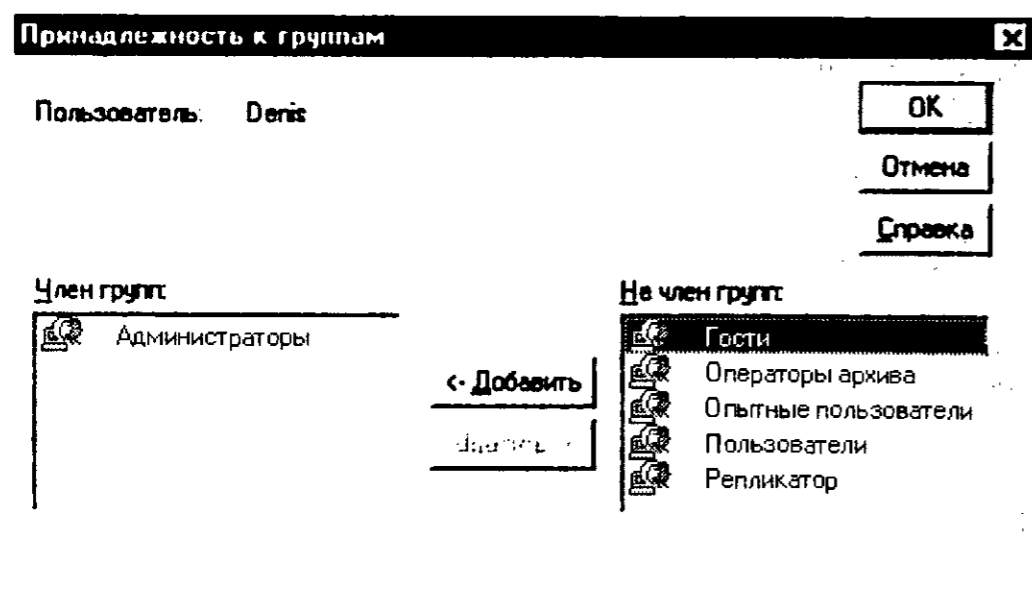 Принадлежность к группам
Пользователь: Denis
OK
Отмена
Справка
Член групп:
Не член групп:
Администраторы
Гости
Операторы архива
Опытные пользователи
Пользователи
Репликатор
<- Добавить